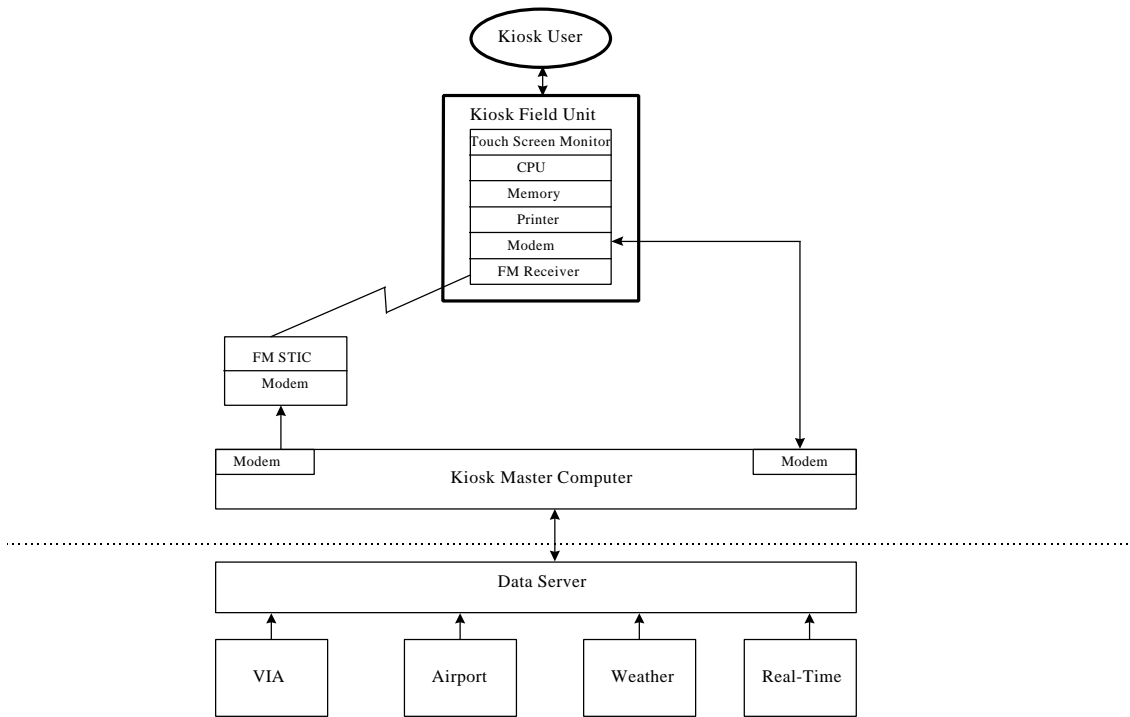 Kiosk User
Kiosk Field Unit
Touch Screen Monitor
CPU
Memory
Printer
Modem
FM Receiver
FM STIC
Modem
Modem
Modem
Kiosk Master Computer
Data Server
VIA
Airport
Weather
Real-Time